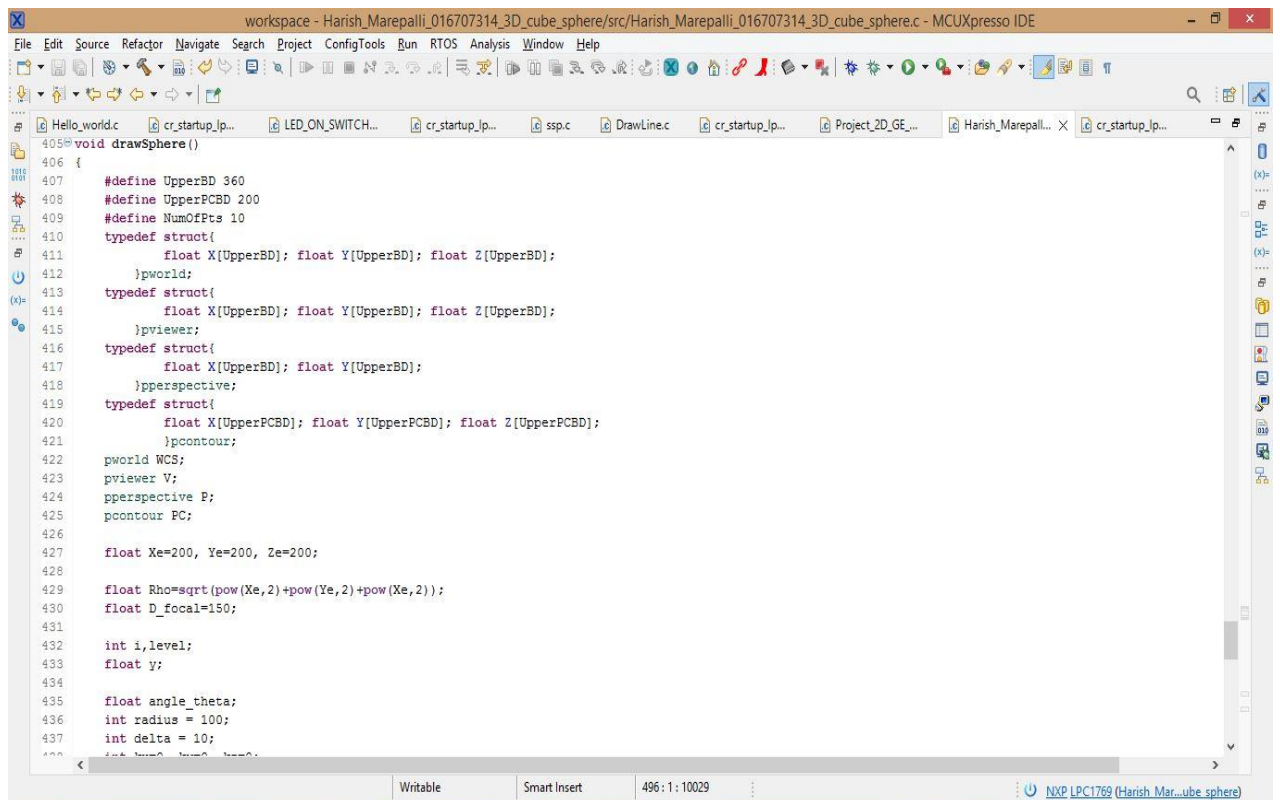 workspace - Harish_Marepalli_016707314_3D_cube_sphere/src/Harish_Marepalli_016707314_3D_cube_sphere.c - MCUXpresso IDE
File Edit Source Refactor Navigate Search Project ConfigTools Run RTOS Analysis Window Help
Hello_world.c cr_startup_lp... LED_ON_SWITCH... cr_startup_lp... ssp.c DrawLine.c cr_startup_lp... Project_2D_GE_... Harish_Marepall... cr_startup_lp...
405 void drawSphere()
406 {
407 #define UpperBD 360
408 #define UpperPCBD 200
409 #define NumOfPts 10
410 typedef struct{
411 float X[UpperBD]; float Y[UpperBD]; float Z[UpperBD];
412 }pworld;
413 typedef struct{
414 float X[UpperBD]; float Y[UpperBD]; float Z[UpperBD];
415 }pviewer;
416 typedef struct{
417 float X[UpperBD]; float Y[UpperBD];
418 }pperspective;
419 typedef struct{
420 float X[UpperPCBD]; float Y[UpperPCBD]; float Z[UpperPCBD];
421 }pcontour;
422 pworld WCS;
423 pviewer V;
424 pperspective P;
425 pcontour PC;
426
427 float Xe=200, Ye=200, Ze=200;
428
429 float Rho=sqrt(pow(Xe,2)+pow(Ye,2)+pow(Xe,2));
430 float D_focal=150;
431
432 int i,level;
433 float y;
434
435 float angle_theta;
436 int radius = 100;
437 int delta = 10;
Writable Smart Insert 496 : 1 : 10029 NXP LPC1769 (Harish_Mar...ube_sphere)